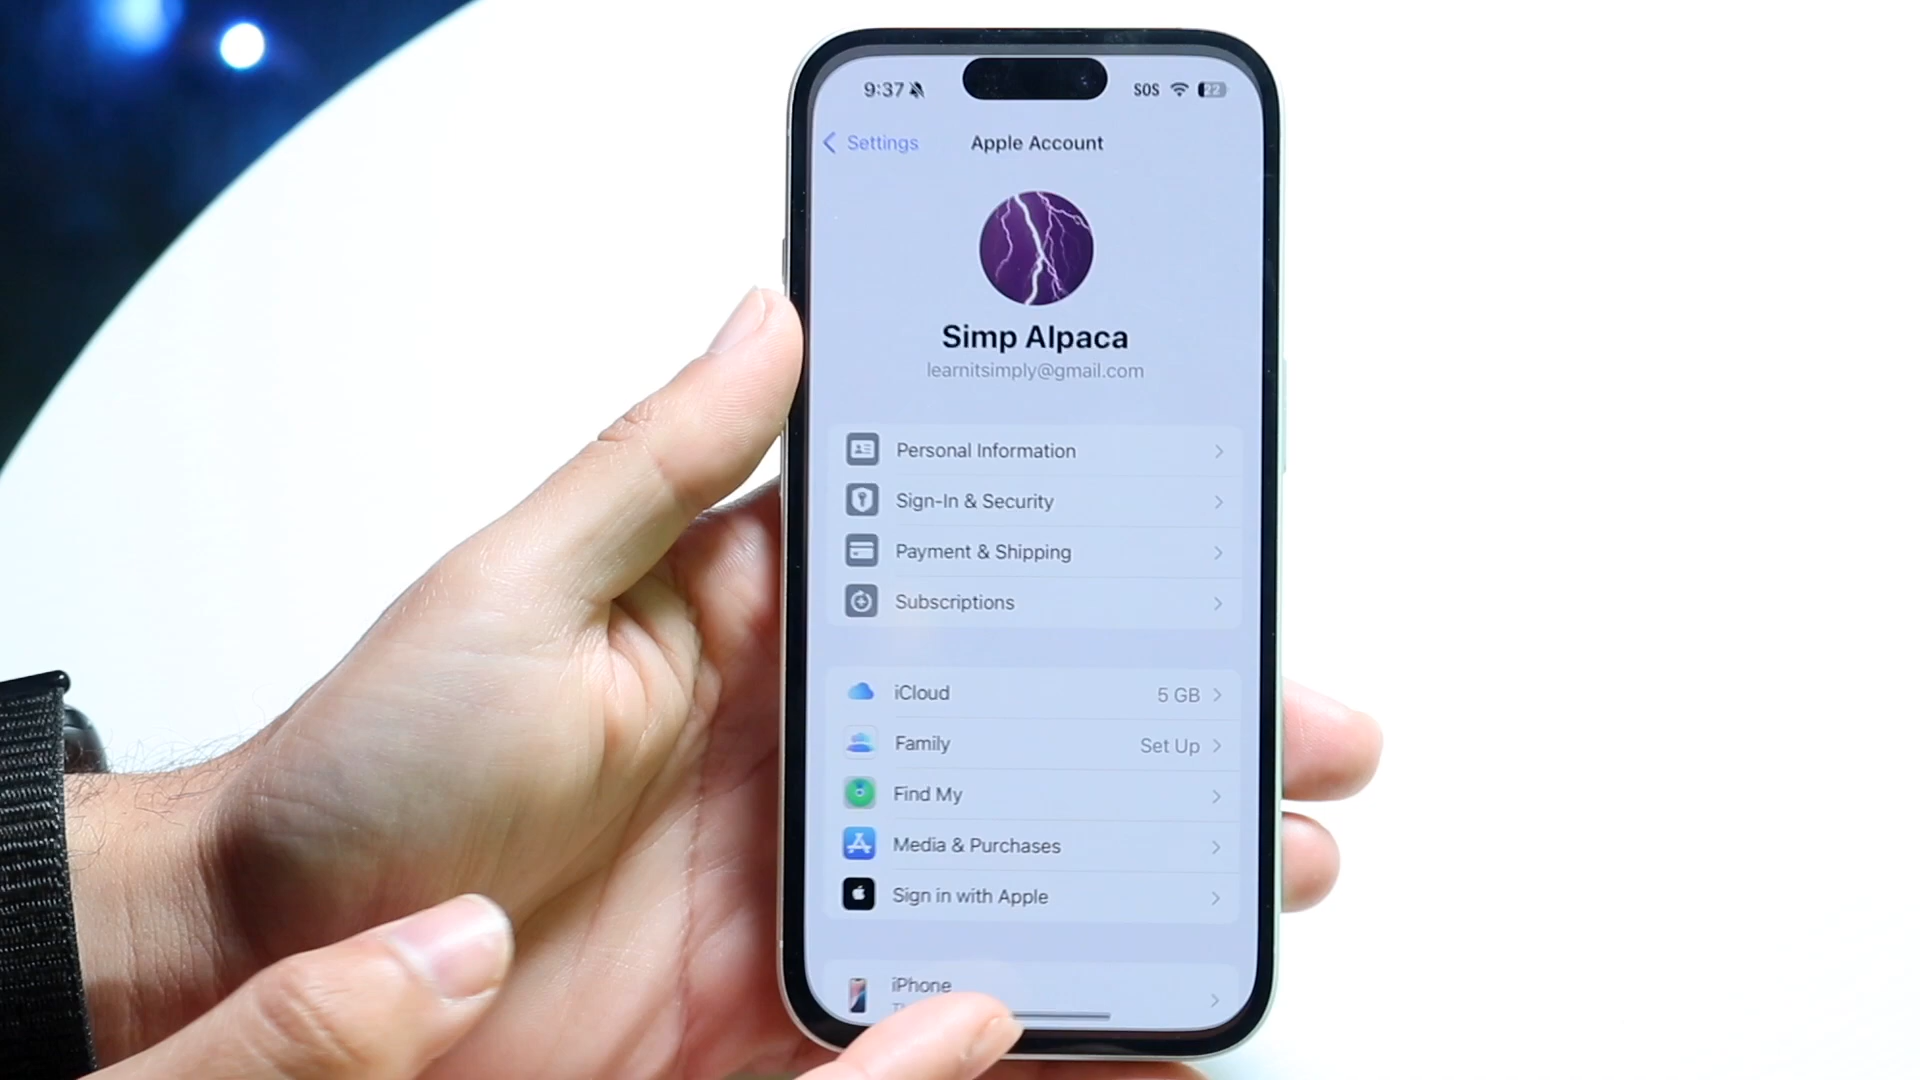 9:37
SOS
22
Settings
Apple Account
Simp Alpaca
learnitsimply@gmail.com
Personal Information
Sign-In & Security
Payment & Shipping
Subscriptions
iCloud
5 GB
Family
Set Up
Find My
Media & Purchases
Sign in with Apple
iPhone